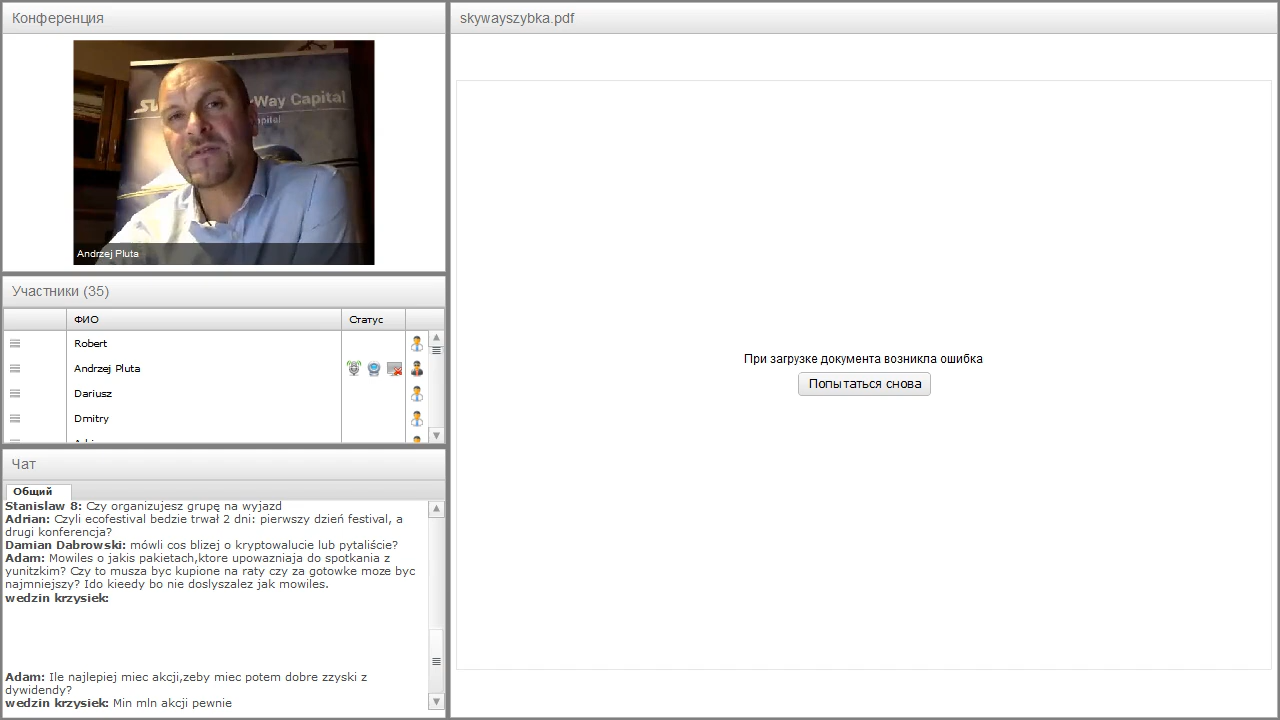 Конференция
Way Capital
Andrzej Pluta
Участники (35)
ФИО
Статус
Robert
Andrzej Pluta
Dariusz
Dmitry
Чат
Общий
Stanislaw 8: Czy organizujesz grupę na wyjazd
Adrian: Czyli ecofestival bedzie trwał 2 dni: pierwszy dzień festival, a
drugi konferencja?
Damian Dabrowski: mówli cos blizej o kryptowalucie lub pytaliście?
Adam: Mowiles o jakis pakietach,ktore upowazniaja do spotkania z
yunitzkim? Czy to musza byc kupione na raty czy za gotowke moze byc
najmniejszy? Ido kieedy bo nie doslyszalez jak mowiles.
wedzin krzysiek:
Adam: Ile najlepiej miec akcji,zeby miec potem dobre zzyski z
dywidendy?
wedzin krzysiek: Min mln akcji pewnie
skywayszybka.pdf
При загрузке документа возникла ошибка
Попытаться снова